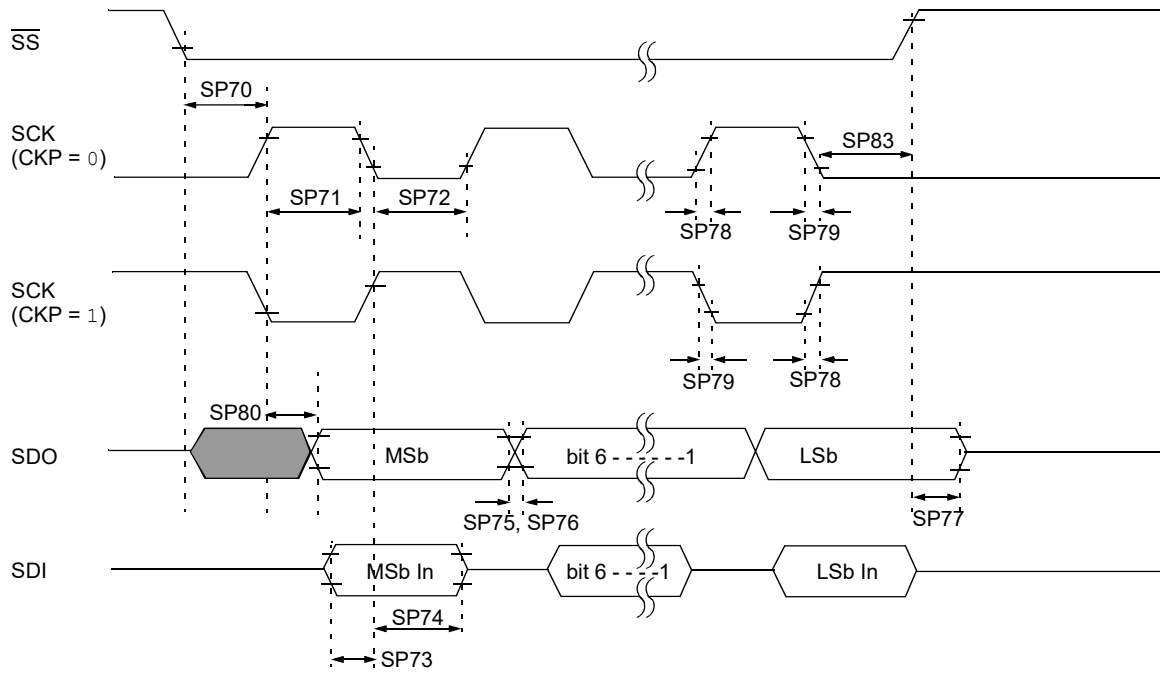 SS
SP70
SCK
(CKP = 0)
SP83
SP71
SP72
SP78
SP79
SCK
(CKP = 1)
SP79
SP78
SP80
SDO
MSb
bit 6 - - - - - - -1
LSb
SP75, SP76
SP77
SDI
MSb In
bit 6 - - - - -1
LSb In
SP74
SP73